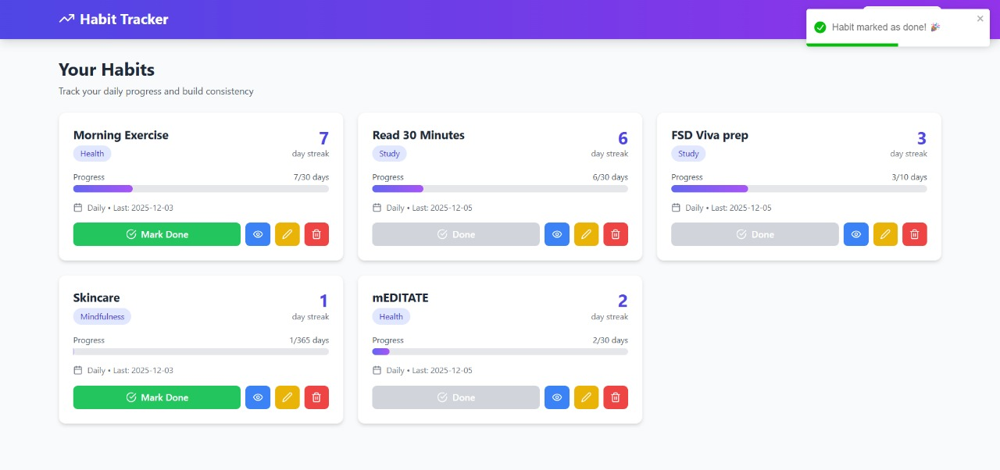 Habit Tracker
Habit marked as done! 🎉
Your Habits
Track your daily progress and build consistency
Morning Exercise
7
Health
day streak
Progress
7/30 days
Daily • Last: 2025-12-03
Mark Done
Read 30 Minutes
6
Study
day streak
Progress
6/30 days
Daily • Last: 2025-12-05
Done
FSD Viva prep
3
Study
day streak
Progress
3/10 days
Daily • Last: 2025-12-05
Done
Skincare
1
Mindfulness
day streak
Progress
1/365 days
Daily • Last: 2025-12-03
Mark Done
mEDITATE
2
Health
day streak
Progress
2/30 days
Daily • Last: 2025-12-05
Done